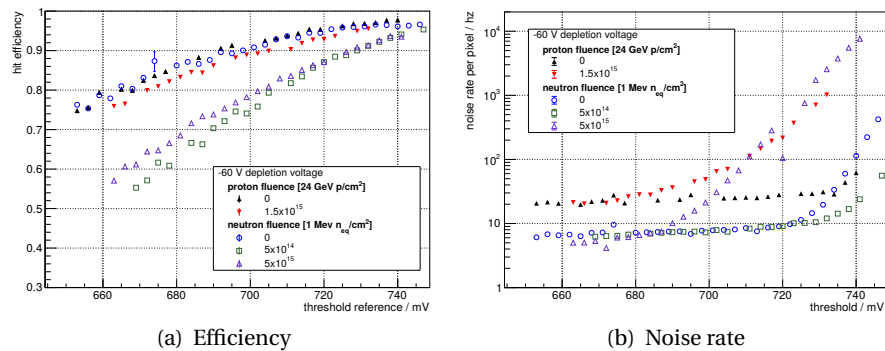 hit efficiency
1
0.9
0.8
0.7
0.6
0.5
0.4
0.3
-60 V depletion voltage
proton fluence [24 GeV p/cm²]
0
1.5x10¹⁵
neutron fluence [1 Mev n_eq/cm²]
0
5x10¹⁴
5x10¹⁵
660 680 700 720 740
threshold reference / mV
(a) Efficiency
noise rate per pixel / hz
10⁴
10³
10²
10
1
-60 V depletion voltage
proton fluence [24 GeV p/cm²]
0
1.5x10¹⁵
neutron fluence [1 Mev n_eq/cm²]
0
5x10¹⁴
5x10¹⁵
660 680 700 720 740
threshold / mV
(b) Noise rate